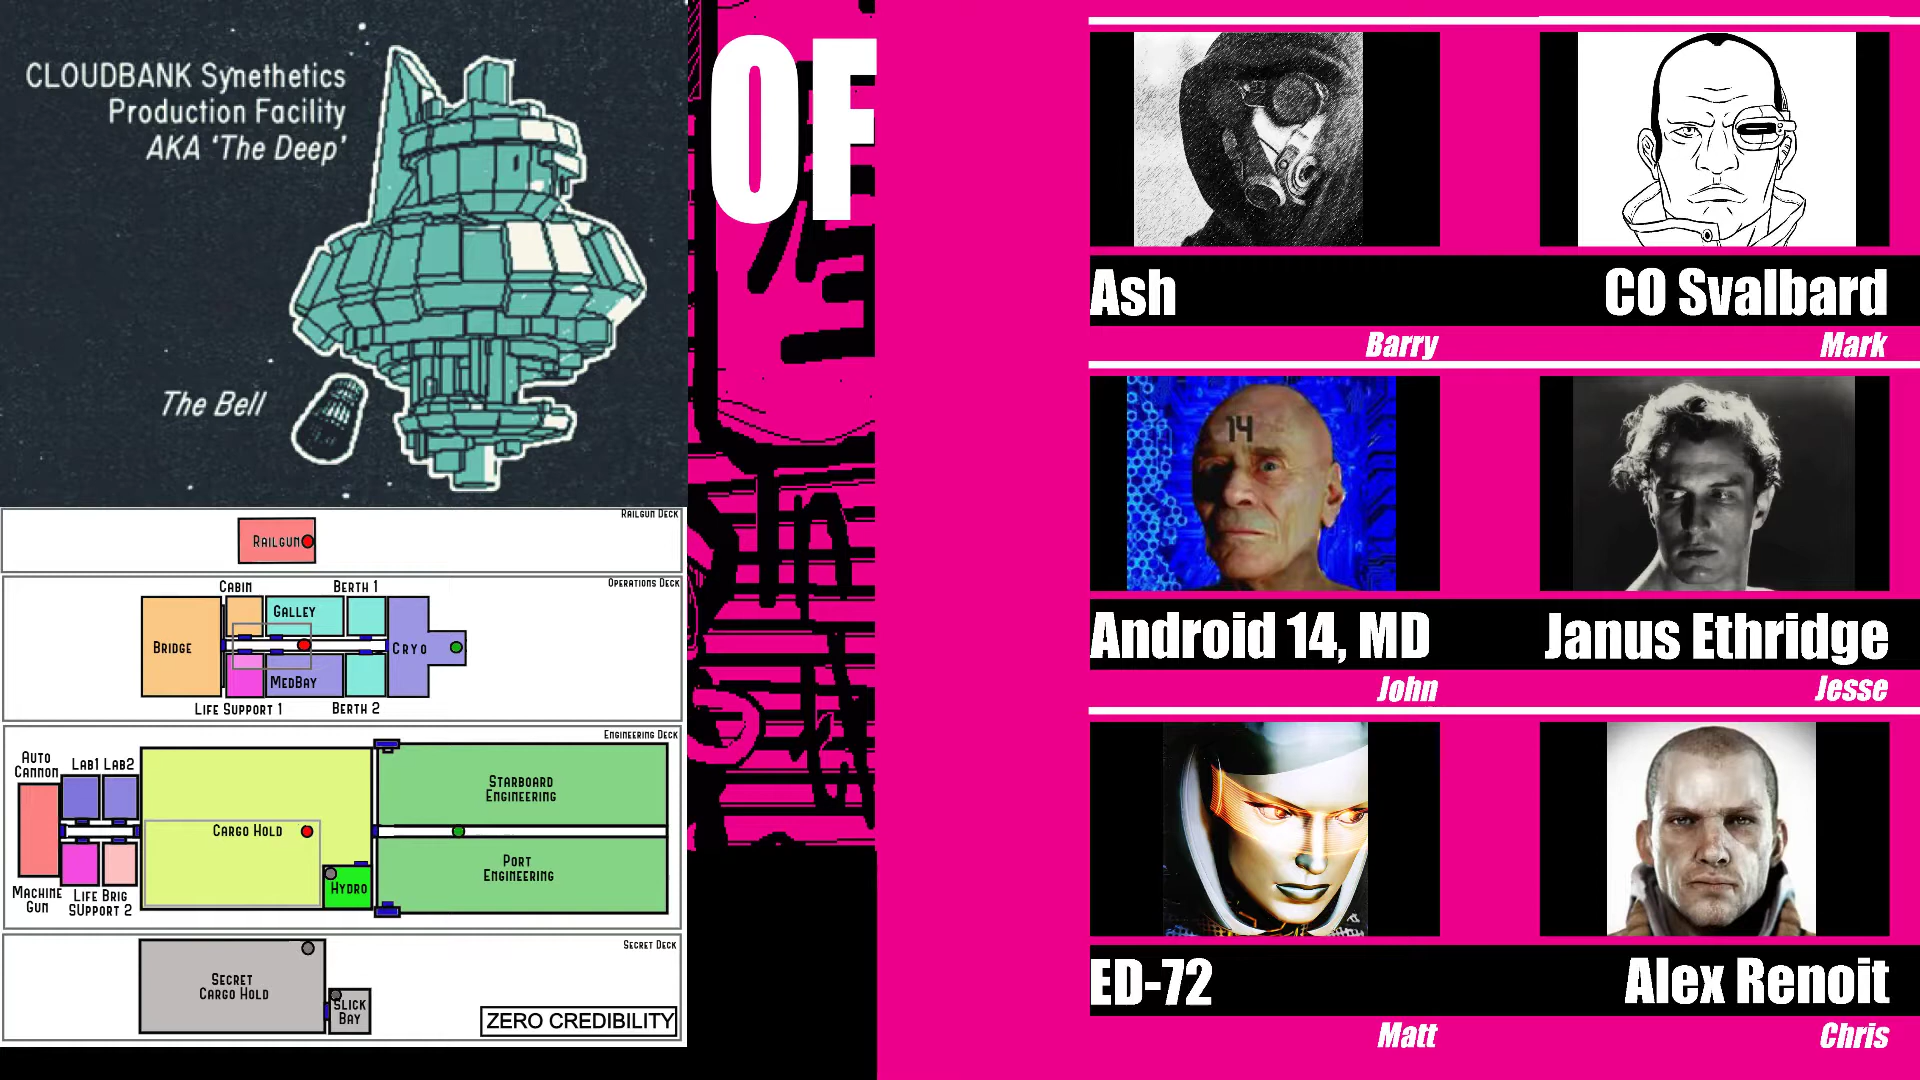 CLOUDBANK Synethetics
Production Facility
AKA 'The Deep'
The Bell
OF
RAILGUN DECK
RAILGUN
OPERATIONS DECK
CABIN
BERTH 1
GALLEY
BRIDGE
CRYO
MEDBAY
LIFE SUPPORT 1
BERTH 2
ENGINEERING DECK
AUTO
CANNON
LAB1 LAB2
STARBOARD
ENGINEERING
CARGO HOLD
PORT
ENGINEERING
HYDRO
MACHINE
GUN
LIFE BRIG
SUPPORT 2
SECRET DECK
SECRET
CARGO HOLD
SLICK
BAY
ZERO CREDIBILITY
Ash
Barry
CO Svalbard
Mark
14
Android 14, MD
John
Janus Ethridge
Jesse
ED-72
Matt
Alex Renoit
Chris